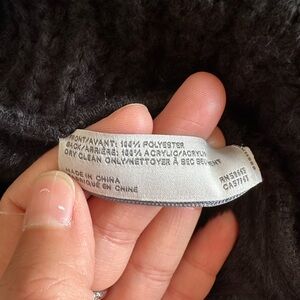 FRONT/AVANT: 100% POLYESTER
BACK/ARRIÈRE: 100% ACRYLIC/ACRYLIQUE
DRY CLEAN ONLY/NETTOYER À SEC SEULEMENT
MADE IN CHINA
FABRIQUÉ EN CHINE